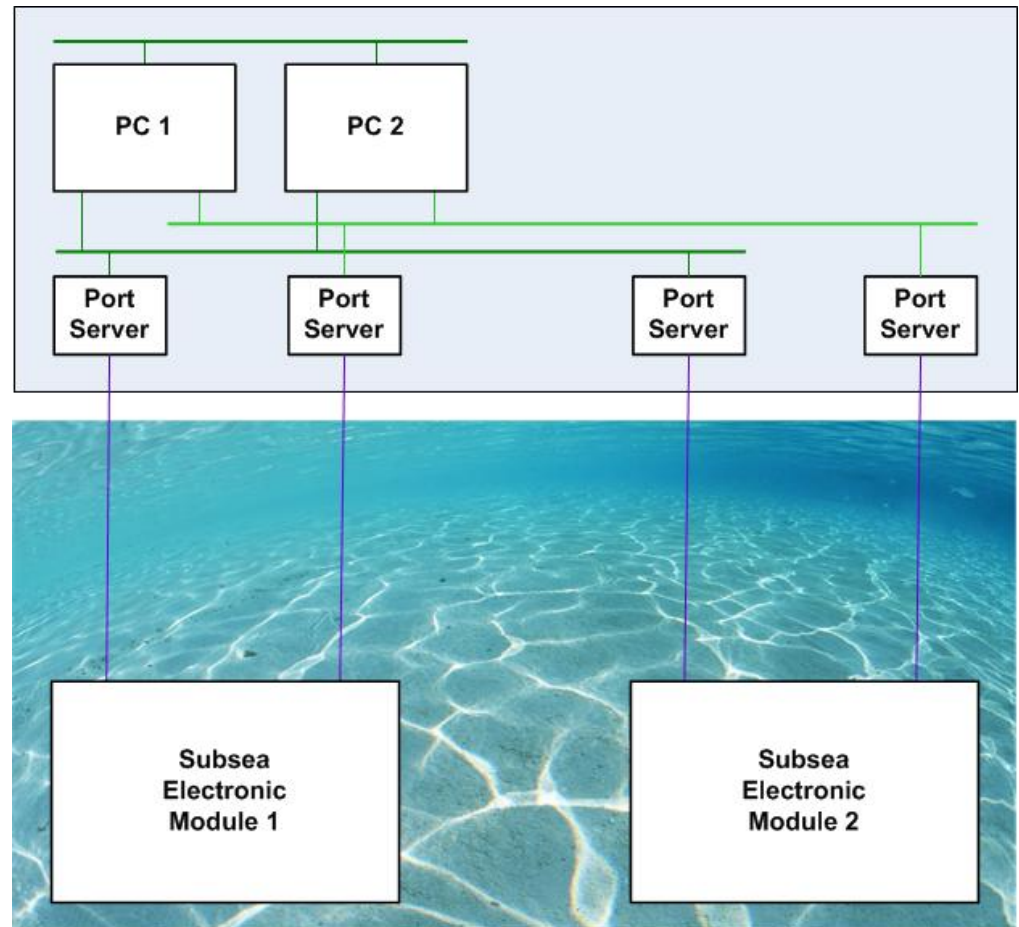 PC 1
PC 2
Port
Server
Port
Server
Port
Server
Port
Server
Subsea
Electronic
Module 1
Subsea
Electronic
Module 2